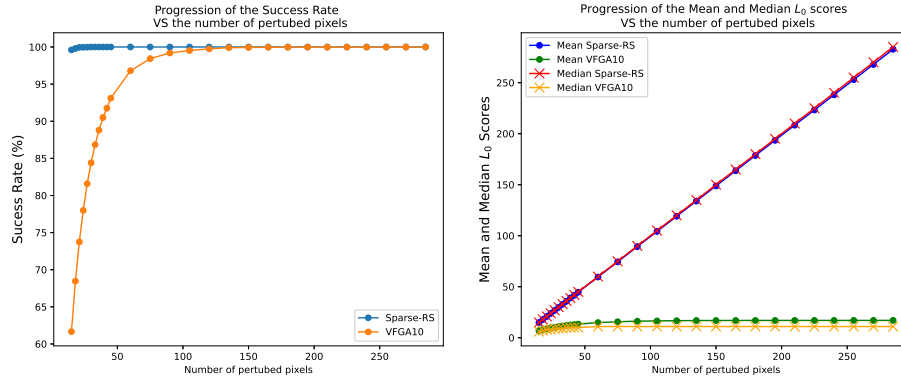 Progression of the Success Rate
VS the number of pertubed pixels
100
95
90
85
80
75
70
65
60
Sucess Rate (%)
Sparse-RS
VFGA10
50
100
150
200
250
Number of pertubed pixels
Progression of the Mean and Median L₀ scores
VS the number of pertubed pixels
Mean Sparse-RS
Mean VFGA10
Median Sparse-RS
Median VFGA10
250
200
150
100
50
0
Mean and Median L₀ Scores
50
100
150
200
250
Number of pertubed pixels